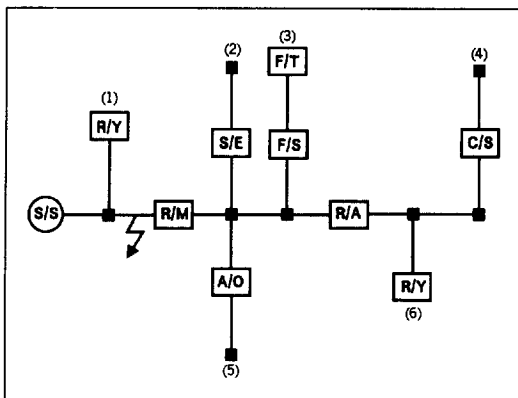 (2)
(3)
(4)
F/T
(1)
R/Y
S/E
F/S
C/S
S/S
R/M
R/A
A/O
R/Y
(6)
(5)